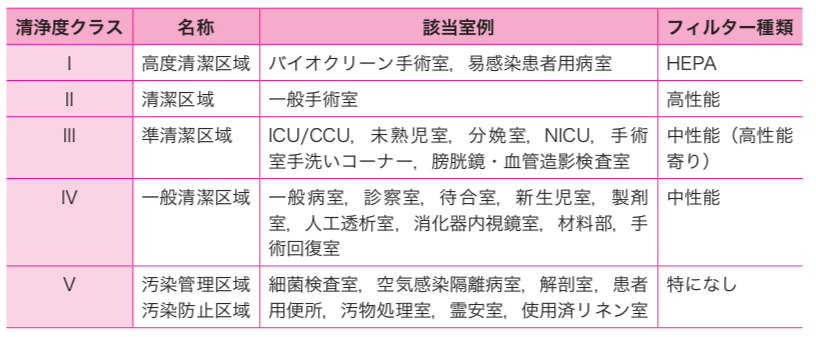 清浄度クラス 名称 該当室例 フィルター種類
I 高度清潔区域 バイオクリーン手術室，易感染患者用病室 HEPA
II 清潔区域 一般手術室 高性能
III 準清潔区域 ICU/CCU，未熟児室，分娩室，NICU，手術 中性能（高性能
室手洗いコーナー，膀胱鏡・血管造影検査室 寄り）
IV 一般清潔区域 一般病室，診察室，待合室，新生児室，製剤 中性能
室，人工透析室，消化器内視鏡室，材料部，手
術回復室
V 汚染管理区域 細菌検査室，空気感染隔離病室，解剖室，患者 特になし
汚染防止区域 用便所，汚物処理室，霊安室，使用済リネン室